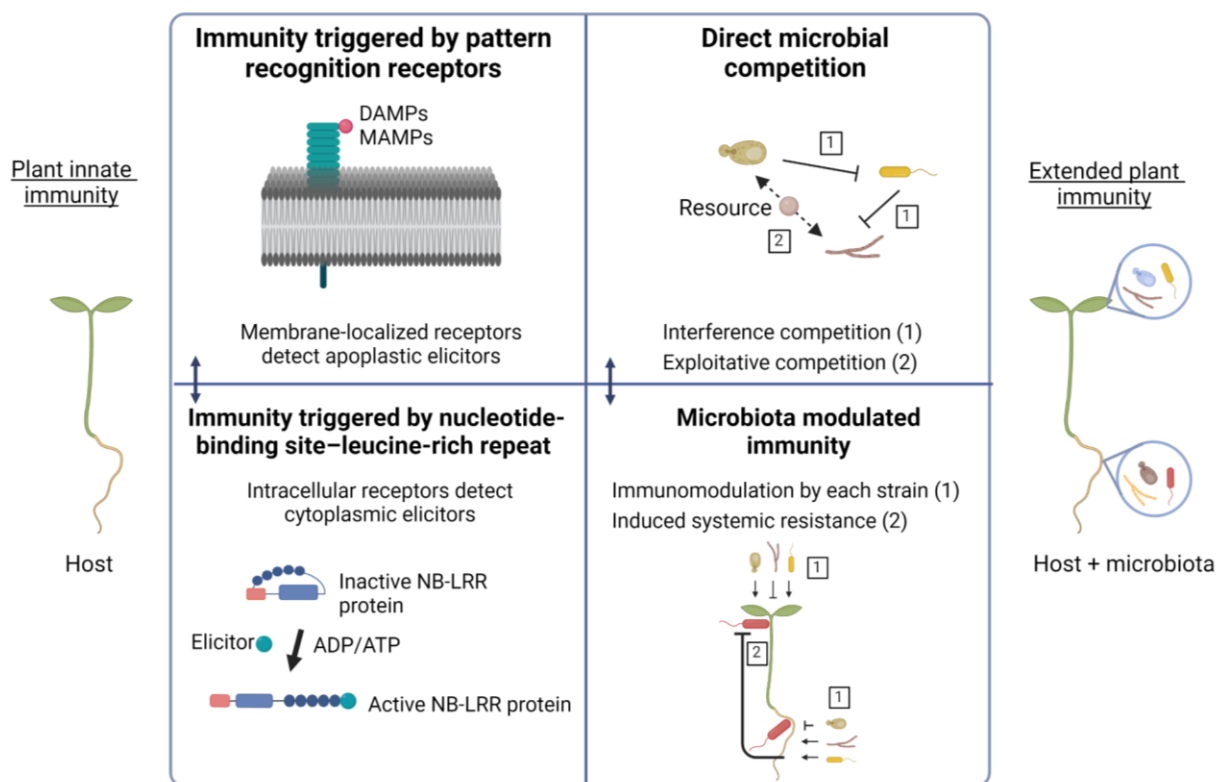 Plant innate
immunity
Host
Immunity triggered by pattern
recognition receptors
DAMPs
MAMPs
Membrane-localized receptors
detect apoplastic elicitors
Immunity triggered by nucleotide-
binding site–leucine-rich repeat
Intracellular receptors detect
cytoplasmic elicitors
Inactive NB-LRR
protein
Elicitor
ADP/ATP
Active NB-LRR protein
Direct microbial
competition
1
1
Resource
2
Interference competition (1)
Exploitative competition (2)
Microbiota modulated
immunity
Immunomodulation by each strain (1)
Induced systemic resistance (2)
1
2
1
Extended plant
immunity
Host + microbiota